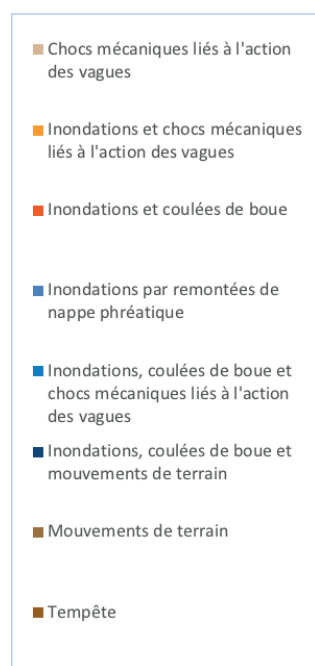 Chocs mécaniques liés à l'action
des vagues
Inondations et chocs mécaniques
liés à l'action des vagues
Inondations et coulées de boue
Inondations par remontées de
nappe phréatique
Inondations, coulées de boue et
chocs mécaniques liés à l'action
des vagues
Inondations, coulées de boue et
mouvements de terrain
Mouvements de terrain
Tempête